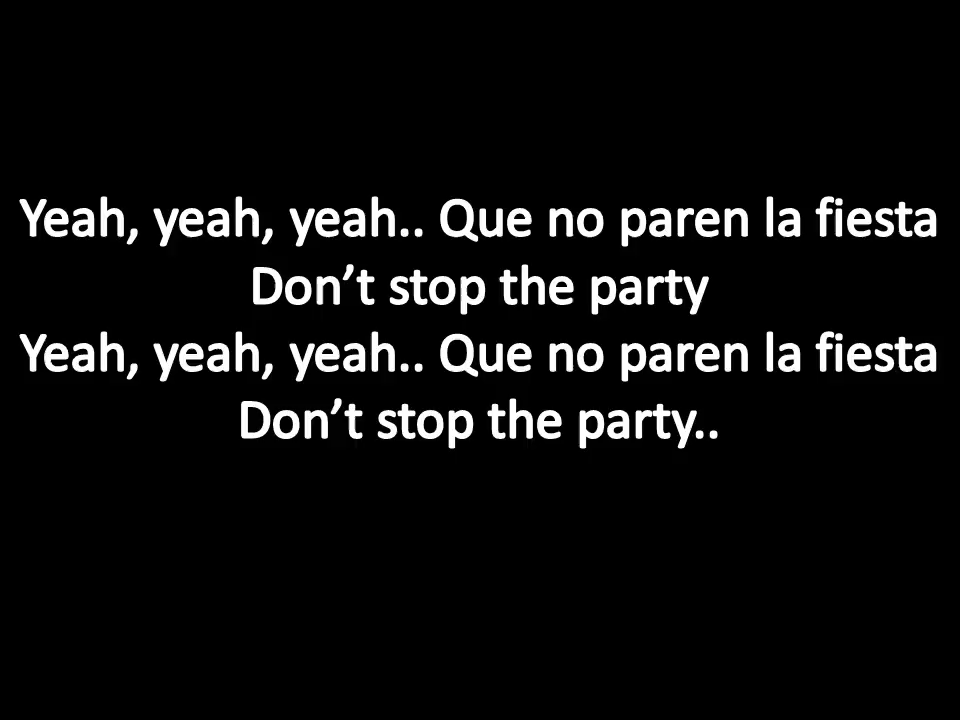 Yeah, yeah, yeah.. Que no paren la fiesta
Don’t stop the party
Yeah, yeah, yeah.. Que no paren la fiesta
Don’t stop the party..